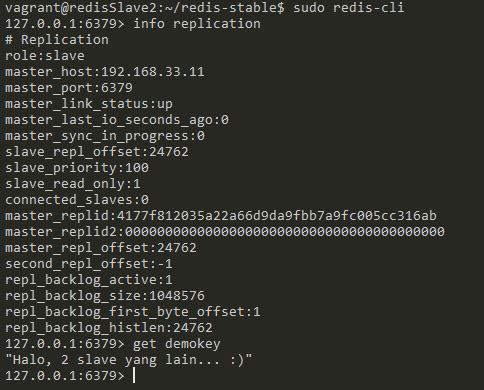 vagrant@redisSlave2:~/redis-stable$ sudo redis-cli
127.0.0.1:6379> info replication
# Replication
role:slave
master_host:192.168.33.11
master_port:6379
master_link_status:up
master_last_io_seconds_ago:0
master_sync_in_progress:0
slave_repl_offset:24762
slave_priority:100
slave_read_only:1
connected_slaves:0
master_replid:4177f812035a22a66d9da9fbb7a9fc005cc316ab
master_replid2:0000000000000000000000000000000000000000
master_repl_offset:24762
second_repl_offset:-1
repl_backlog_active:1
repl_backlog_size:1048576
repl_backlog_first_byte_offset:1
repl_backlog_histlen:24762
127.0.0.1:6379> get demokey
"Halo, 2 slave yang lain... :)"
127.0.0.1:6379>